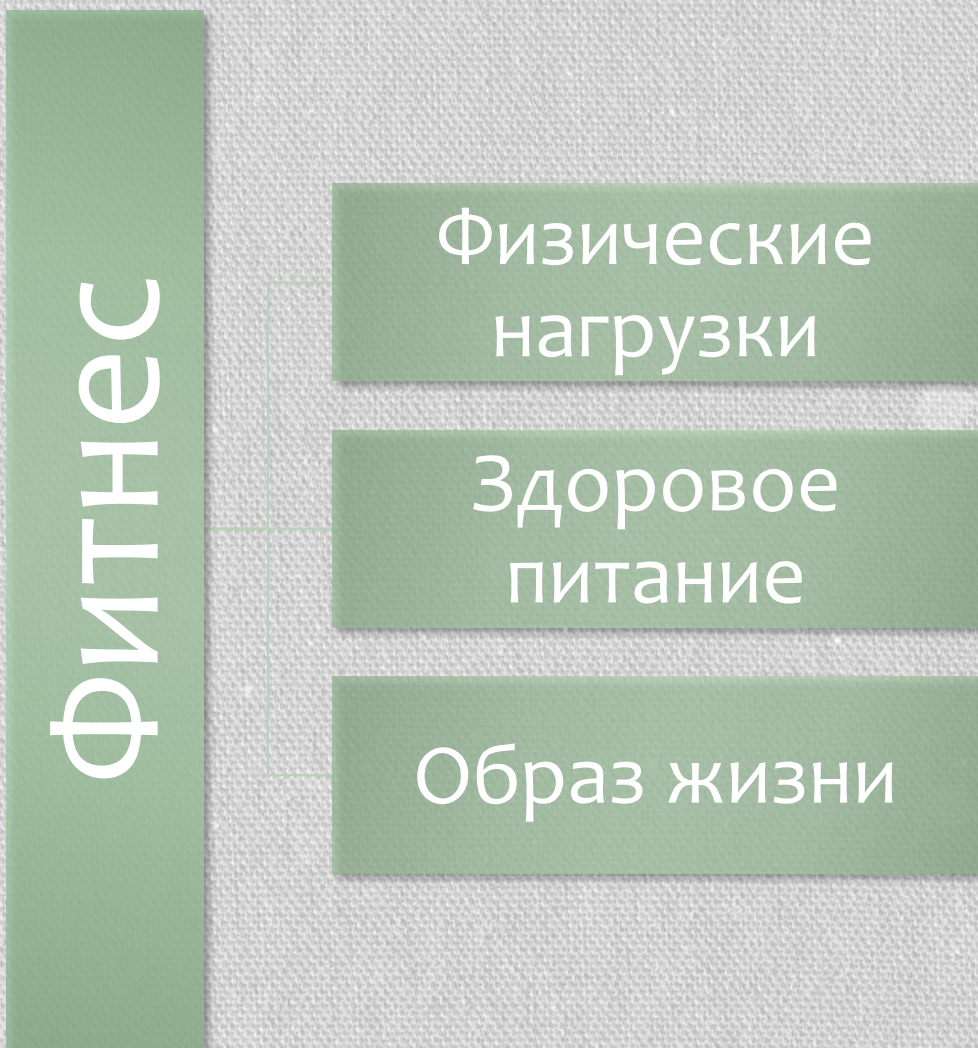 Фитнес
Физические
нагрузки
Здоровое
питание
Образ жизни